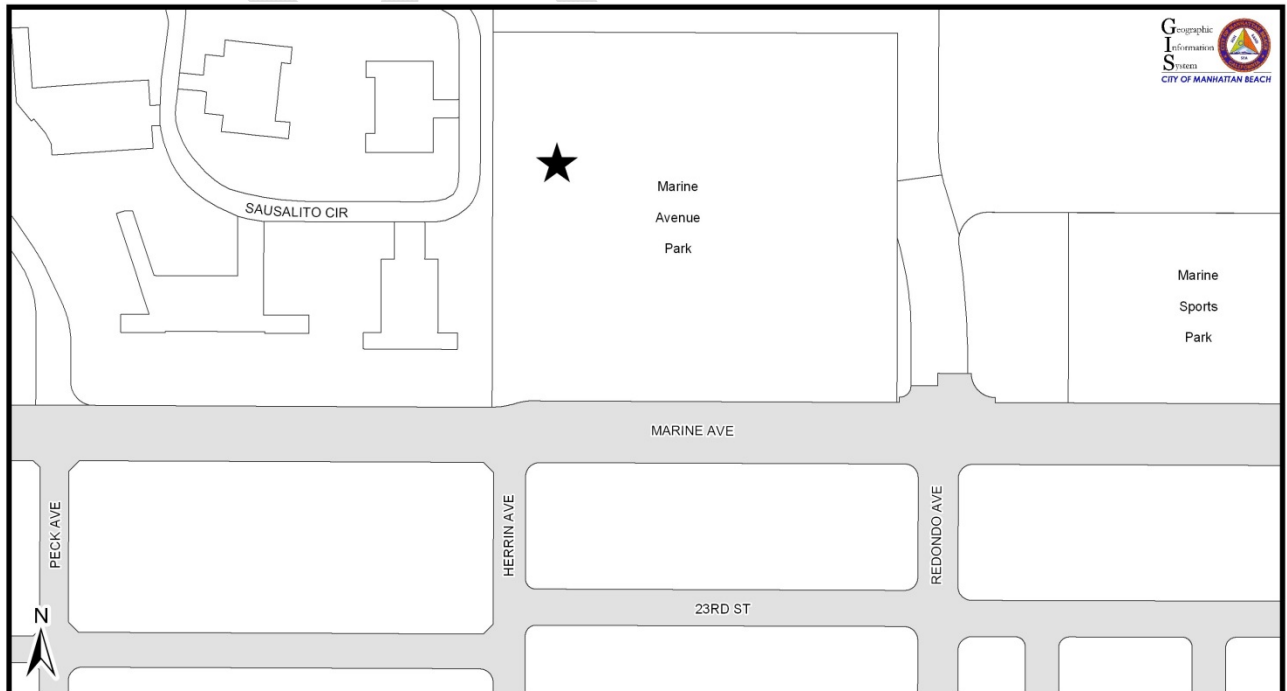 Geographic
Information
System
CITY OF MANHATTAN BEACH
SAUSALITO CIR
Marine
Avenue
Park
Marine
Sports
Park
MARINE AVE
PECK AVE
HERRIN AVE
REDONDO AVE
23RD ST
N